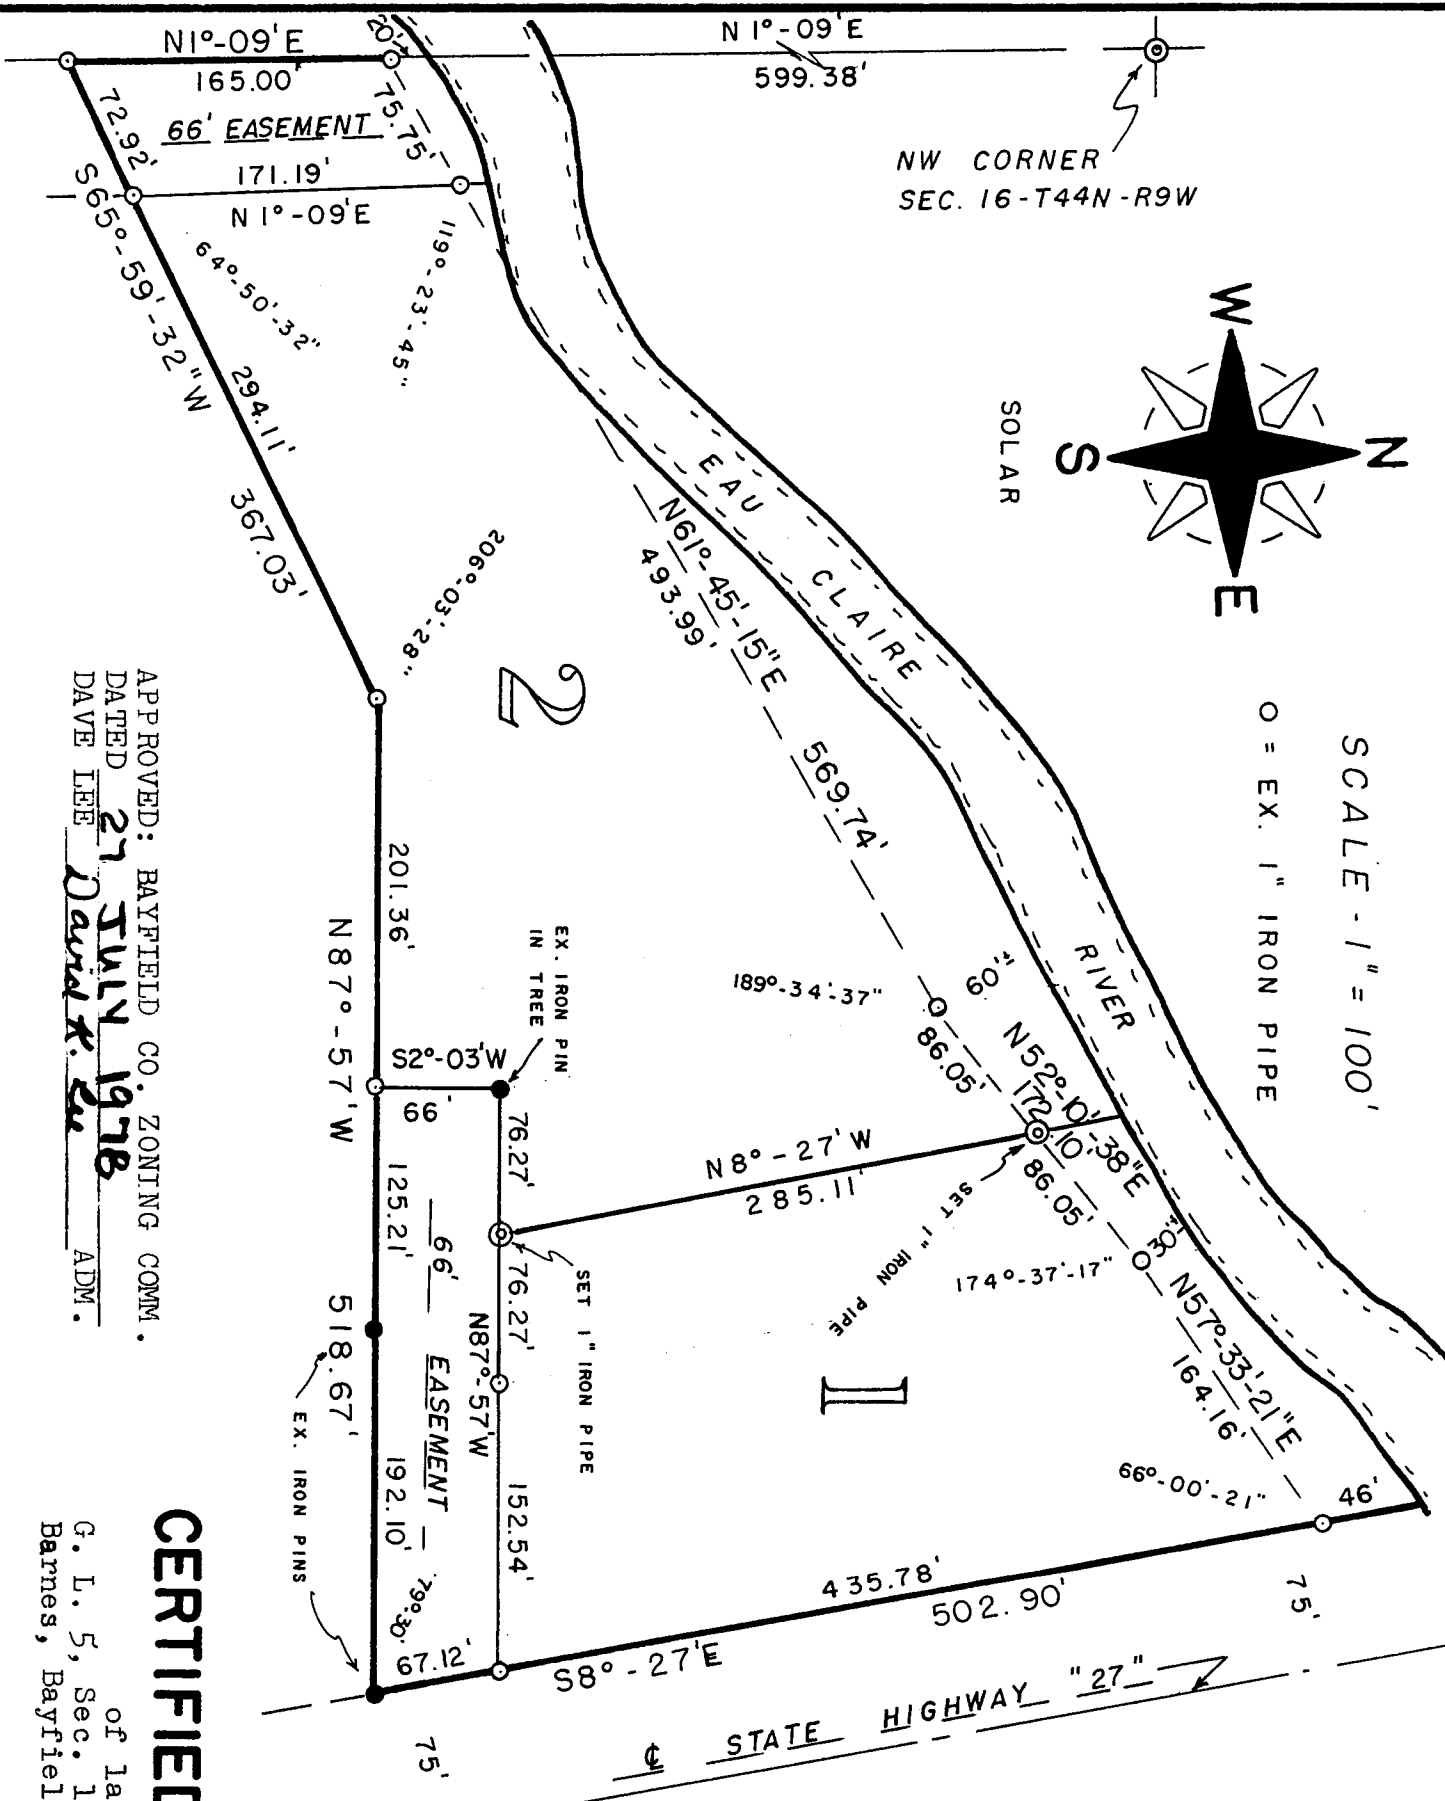 N1°-09'E
165.00'
20'±
N 1°-09'E
599.38'
NW CORNER
SEC. 16-T44N-R9W
72.92'
66' EASEMENT
75.75'
171.19'
N 1°-09'E
S65°-59'-32"W
64°-50'-32"
119°-23'-45"
294.11'
367.03'
206°-03'-28"
W
N
S
E
SOLAR
SCALE - 1" = 100'
O = EX. 1" IRON PIPE
EAU CLAIRE RIVER
N61°-45'-15"E
493.99'
569.74'
2
189°-34'-37"
60'±
86.05'
N52°-10'-38"E
172.10'
86.05'
30'±
174°-37'-17"
N57°-33'-21"E
164.16'
66°-00'-21"
46'
201.36'
N87°-57'W
EX. IRON PIN
IN TREE
S2°-03'W
66'
76.27'
N8°-27'W
285.11'
SET 1" IRON PIPE
1
125.21'
518.67'
66' EASEMENT
76.27'
N87°-57'W
SET 1" IRON PIPE
152.54'
192.10'
EX. IRON PINS
79°-30'
67.12'
S8°-27'E
435.78'
502.90'
75'
75'
℄ STATE HIGHWAY "27"
APPROVED: BAYFIELD CO. ZONING COMM.
DATED 27 JULY 1978
DAVE LEE David K. Lee ADM.
CERTIFIED
of la
G. L. 5, Sec. 1
Barnes, Bayfiel